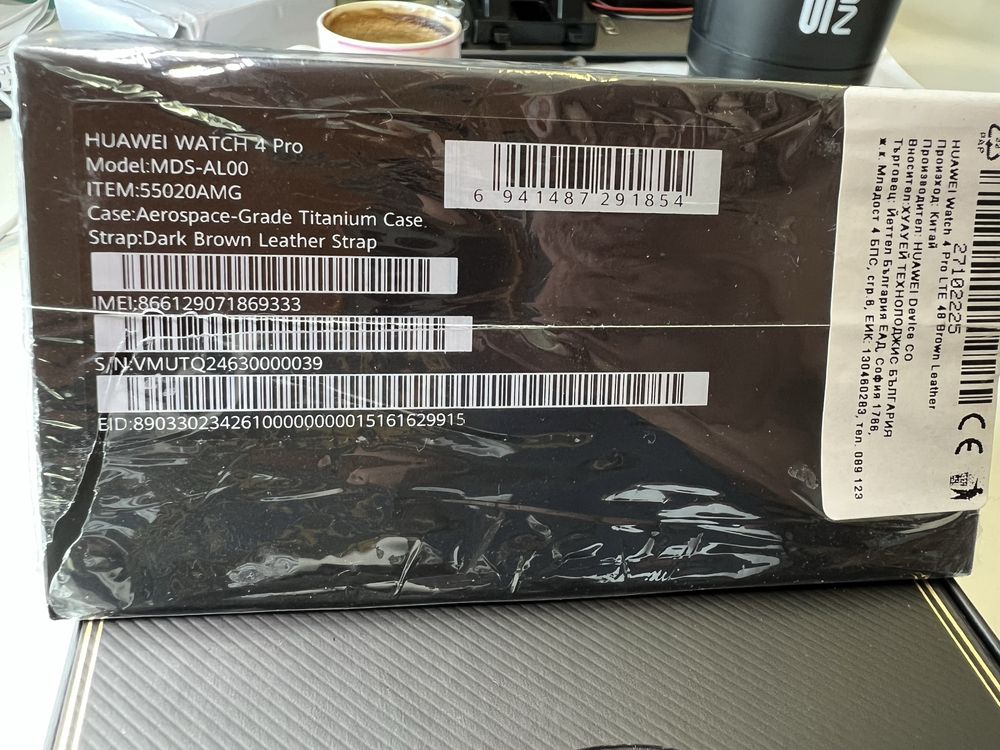 HUAWEI WATCH 4 Pro
Model:MDS-AL00
ITEM:55020AMG
Case:Aerospace-Grade Titanium Case
Strap:Dark Brown Leather Strap
6 941487 291854
IMEI:866129071869333
S/N:VMUTQ24630000039
EID:89033023426100000000015161629915
27102225
HUAWEI Watch 4 Pro LTE 48 Brown Leather
Произход: Китай
Производител: HUAWEI Device CO
Вносител:ХУАУЕЙ ТЕХНОЛОДЖИС БЪЛГАРИЯ
Търговец: Йеттел България ЕАД, София 1766,
ж.к. Младост 4 БПС, сгр.6, ЕИК: 130460283, тел. 089 123
CE
PAP